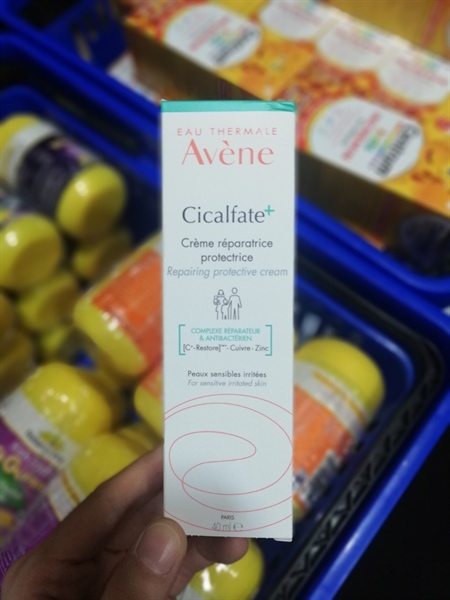 EAU THERMALE
Avène
Cicalfate+
Crème réparatrice
protectrice
Repairing protective cream
COMPLEXE RÉPARATEUR
& ANTIBACTÉRIEN
[C+-Restore]™- Cuivre - Zinc
Peaux sensibles irritées
For sensitive irritated skin
PARIS
40 ml e
Centrum